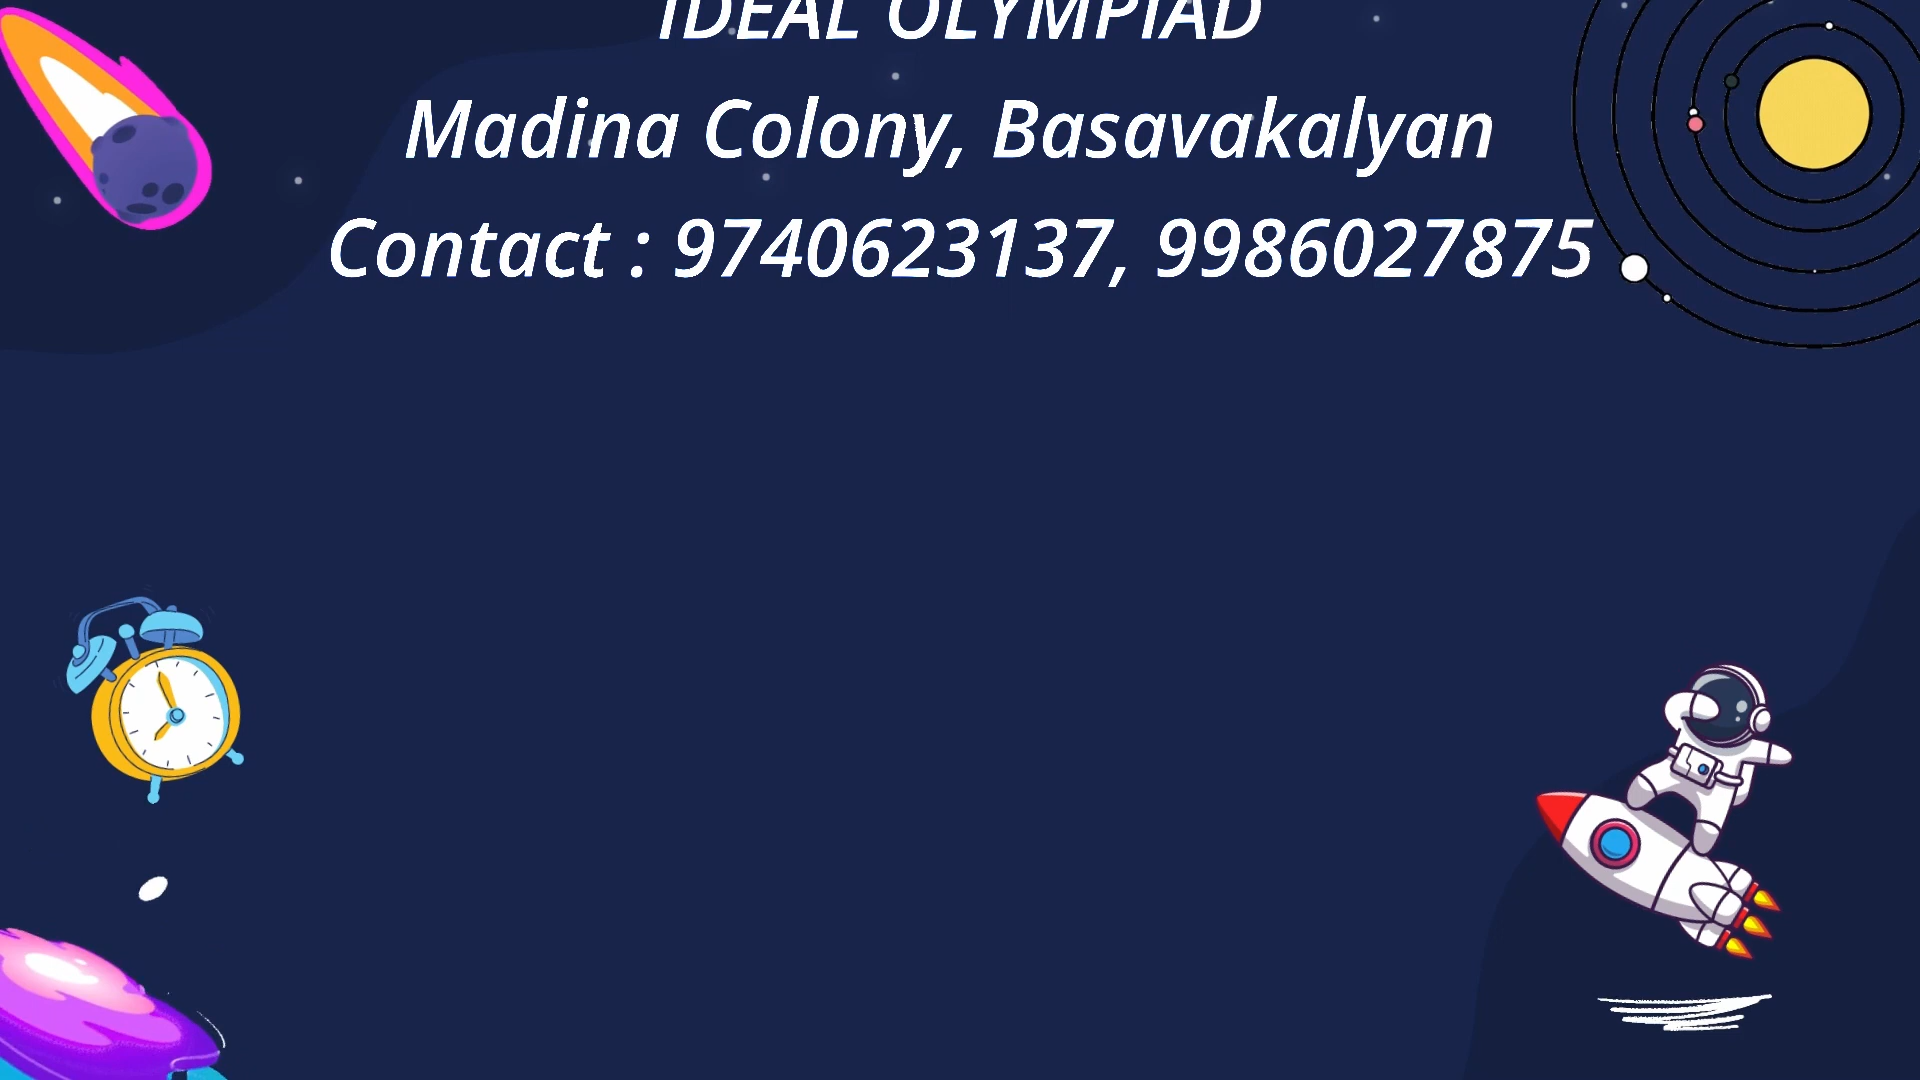 IDEAL OLYMPIAD
Madina Colony, Basavakalyan
Contact : 9740623137, 9986027875